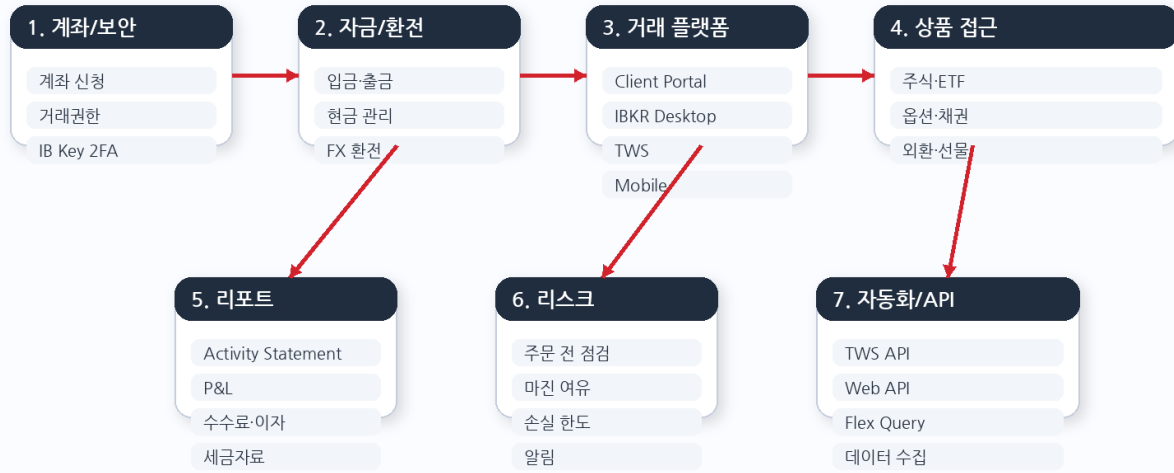 1. 계좌/보안
계좌 신청
거래권한
IB Key 2FA
2. 자금/환전
입금·출금
현금 관리
FX 환전
3. 거래 플랫폼
Client Portal
IBKR Desktop
TWS
Mobile
4. 상품 접근
주식·ETF
옵션·채권
외환·선물
5. 리포트
Activity Statement
P&L
수수료·이자
세금자료
6. 리스크
주문 전 점검
마진 여유
손실 한도
알림
7. 자동화/API
TWS API
Web API
Flex Query
데이터 수집